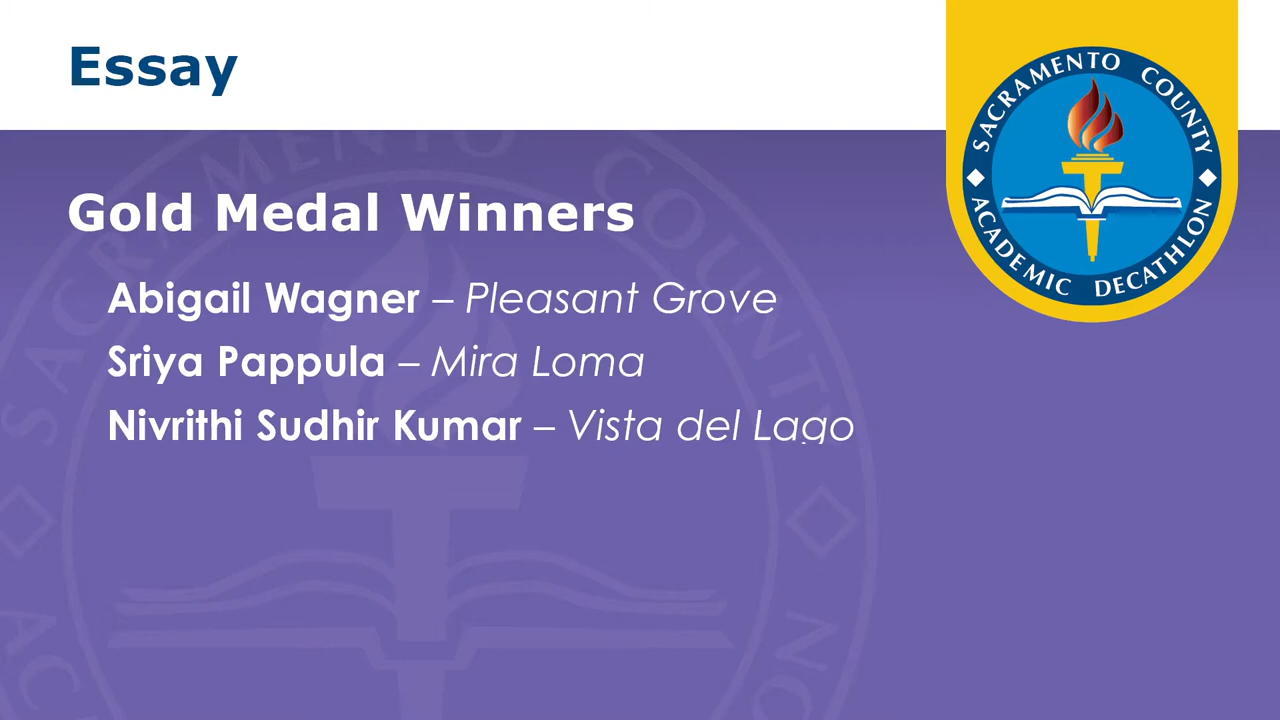 Essay
SACRAMENTO COUNTY
ACADEMIC DECATHLON
Gold Medal Winners
Abigail Wagner – Pleasant Grove
Sriya Pappula – Mira Loma
Nivrithi Sudhir Kumar – Vista del Lago